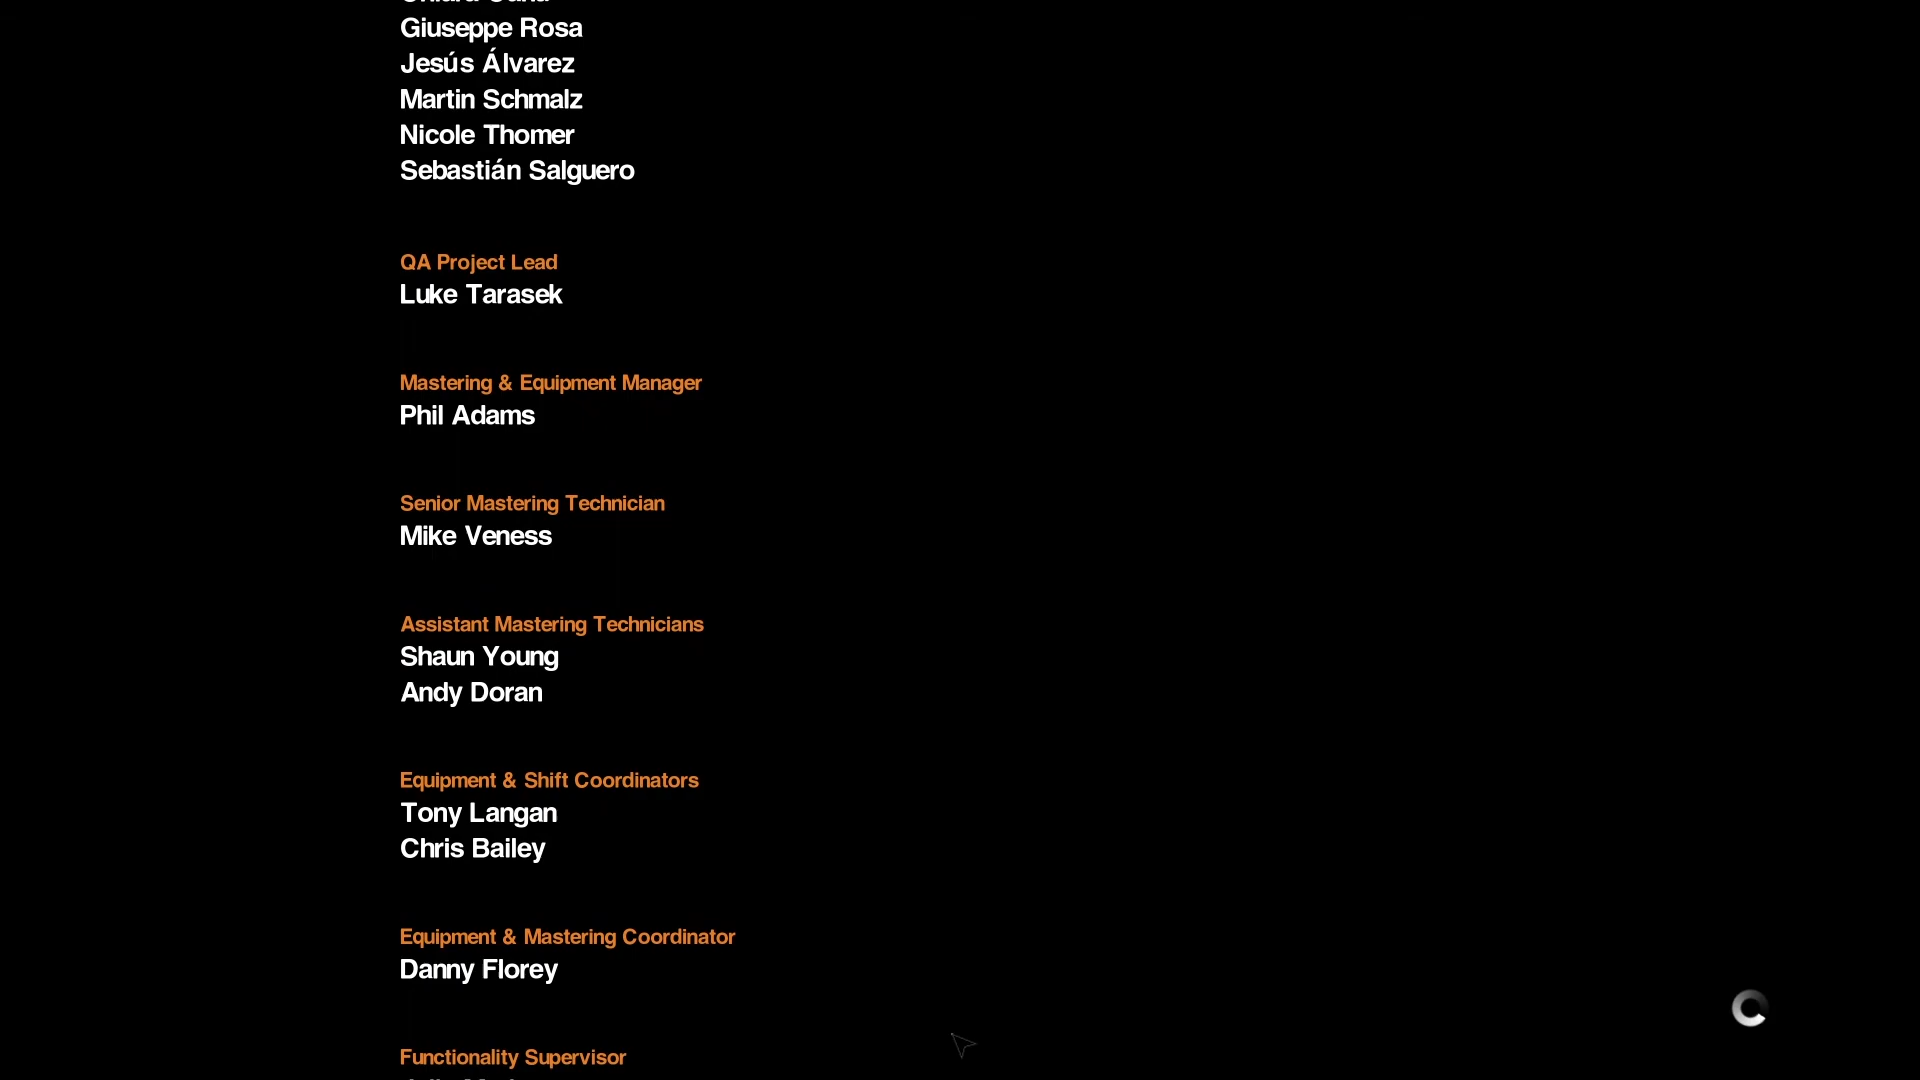 Giuseppe Rosa
Jesús Álvarez
Martin Schmalz
Nicole Thomer
Sebastián Salguero
QA Project Lead
Luke Tarasek
Mastering & Equipment Manager
Phil Adams
Senior Mastering Technician
Mike Veness
Assistant Mastering Technicians
Shaun Young
Andy Doran
Equipment & Shift Coordinators
Tony Langan
Chris Bailey
Equipment & Mastering Coordinator
Danny Florey
Functionality Supervisor